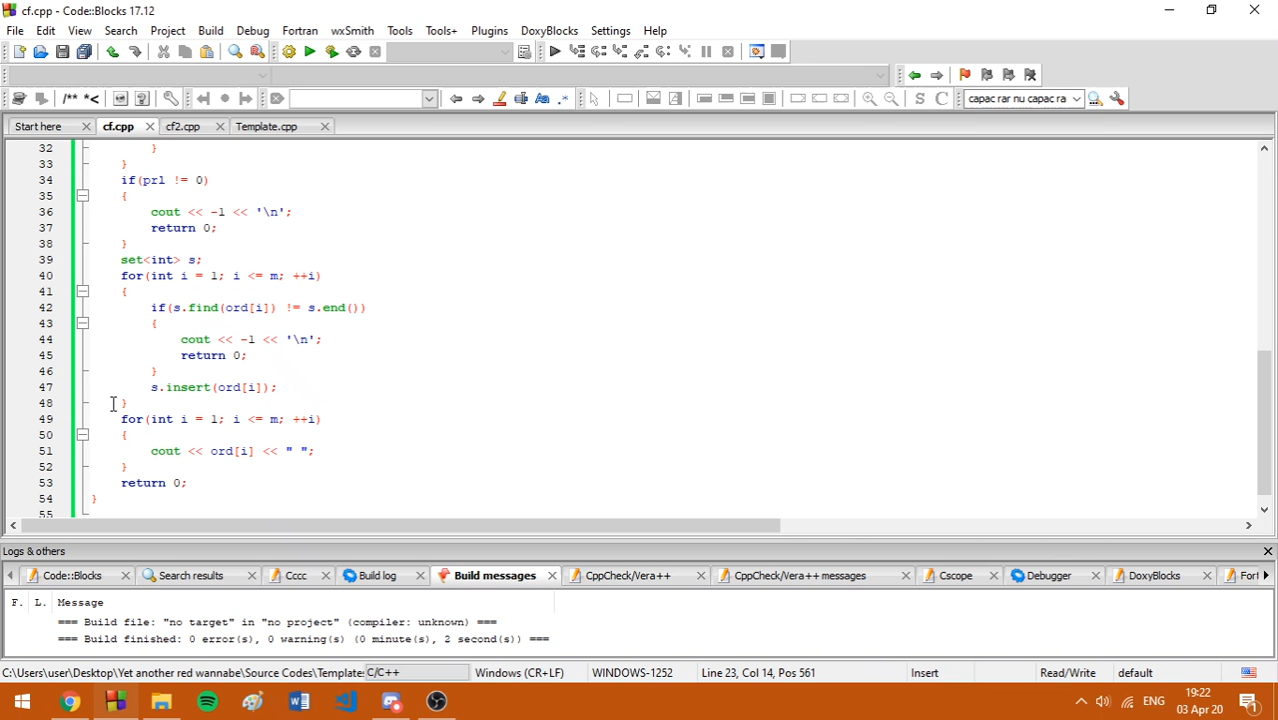 cf.cpp - Code::Blocks 17.12
File Edit View Search Project Build Debug Fortran wxSmith Tools Tools+ Plugins DoxyBlocks Settings Help
/** *< S C capac rar nu capac ra
Start here cf.cpp cf2.cpp Template.cpp
32 }
33 }
34 if(prl != 0)
35 {
36 cout << -1 << '\n';
37 return 0;
38 }
39 set<int> s;
40 for(int i = 1; i <= m; ++i)
41 {
42 if(s.find(ord[i]) != s.end())
43 {
44 cout << -1 << '\n';
45 return 0;
46 }
47 s.insert(ord[i]);
48 }
49 for(int i = 1; i <= m; ++i)
50 {
51 cout << ord[i] << " ";
52 }
53 return 0;
54 }
55
Logs & others
Code::Blocks Search results Cccc Build log Build messages CppCheck/Vera++ CppCheck/Vera++ messages Cscope Debugger DoxyBlocks Fort
F. L. Message
=== Build file: "no target" in "no project" (compiler: unknown) ===
=== Build finished: 0 error(s), 0 warning(s) (0 minute(s), 2 second(s)) ===
C:\Users\user\Desktop\Yet another red wannabe\Source Codes\Template: C/C++ Windows (CR+LF) WINDOWS-1252 Line 23, Col 14, Pos 561 Insert Read/Write default
ENG 19:22
03 Apr 20